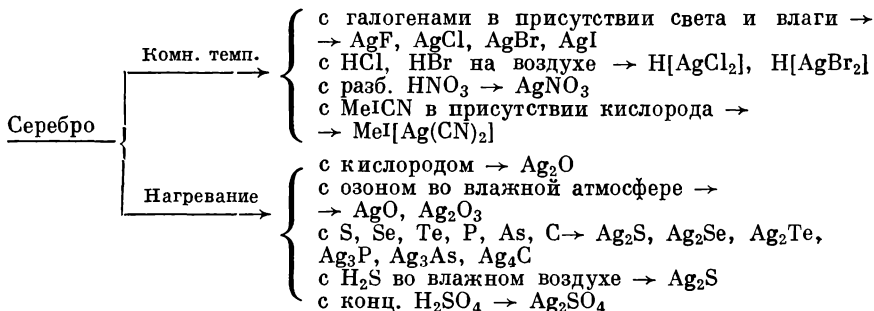 с галогенами в присутствии света и влаги →
→ AgF, AgCl, AgBr, AgI
Комн. темп.
с HCl, HBr на воздухе → H[AgCl₂], H[AgBr₂]
с разб. HNO₃ → AgNO₃
с MeICN в присутствии кислорода →
→ MeI[Ag(CN)₂]
Серебро
с кислородом → Ag₂O
Нагревание
с озоном во влажной атмосфере →
→ AgO, Ag₂O₃
с S, Se, Te, P, As, C→ Ag₂S, Ag₂Se, Ag₂Te,
Ag₃P, Ag₃As, Ag₄C
с H₂S во влажном воздухе → Ag₂S
с конц. H₂SO₄ → Ag₂SO₄